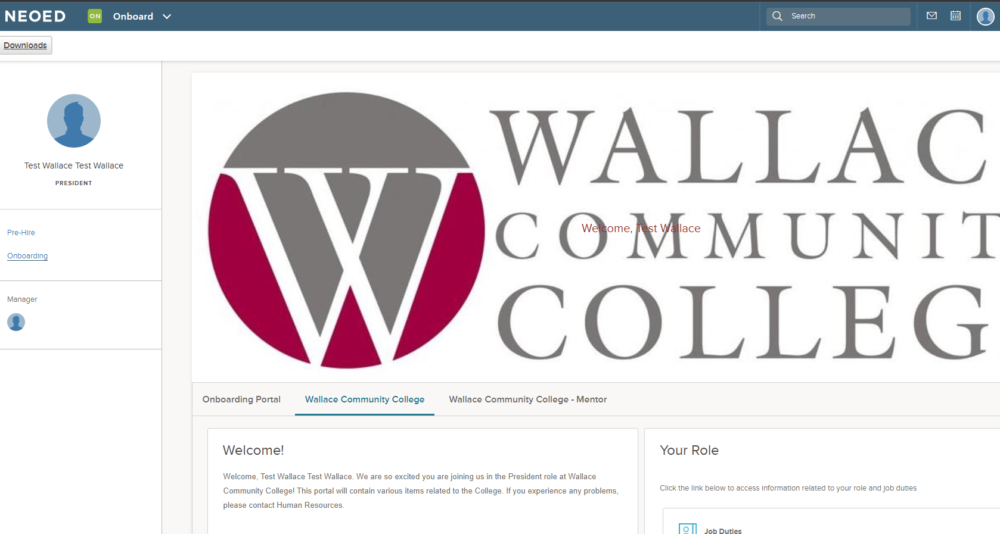 NEOED
ON
Onboard
Search
Downloads
Test Wallace Test Wallace
PRESIDENT
Pre-Hire
Onboarding
Manager
W
WALLAC
COMMUNIT
COLLEG
Welcome, Test Wallace
Onboarding Portal
Wallace Community College
Wallace Community College - Mentor
Welcome!
Welcome, Test Wallace Test Wallace. We are so excited you are joining us in the President role at Wallace
Community College! This portal will contain various items related to the College. If you experience any problems,
please contact Human Resources.
Your Role
Click the link below to access information related to your role and job duties
Job Duties